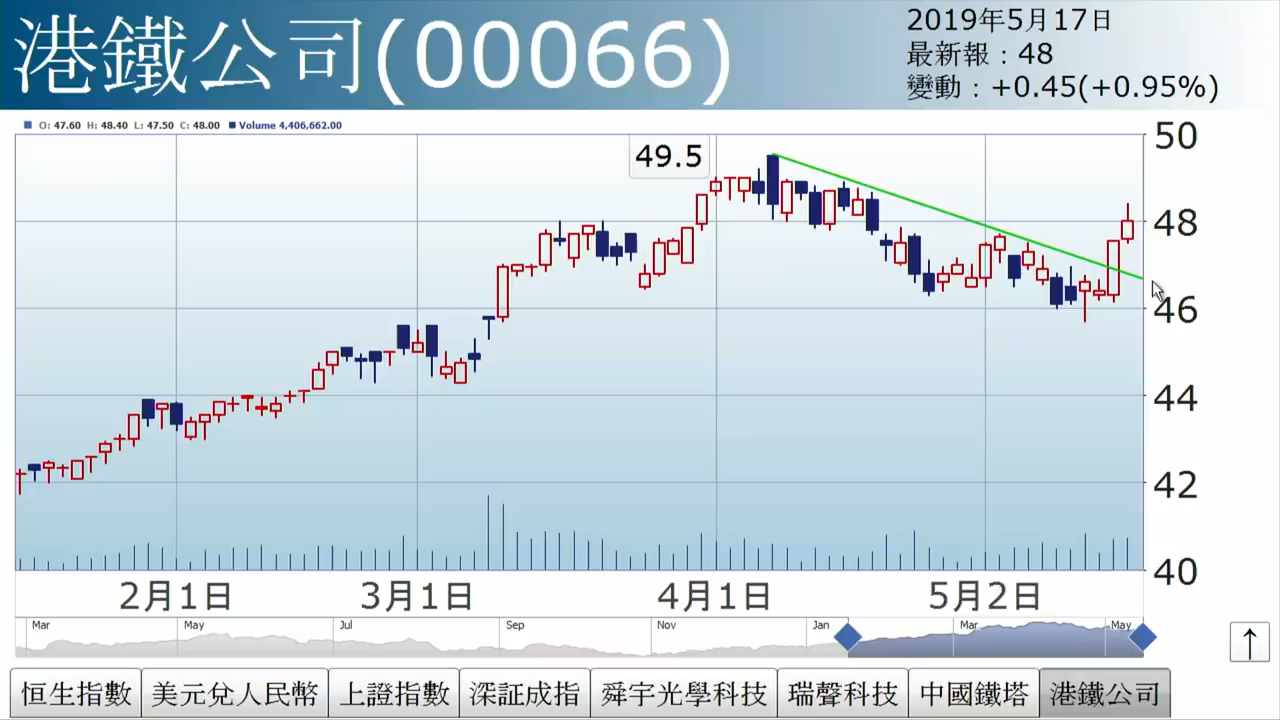 港鐵公司(00066)
2019年5月17日
最新報：48
變動：+0.45(+0.95%)
O: 47.60 H: 48.40 L: 47.50 C: 48.00 Volume 4,406,662.00
49.5
50
48
46
44
42
40
2月1日 3月1日 4月1日 5月2日
Mar May Jul Sep Nov Jan Mar May
↑
恒生指數 美元兌人民幣 上證指數 深証成指 舜宇光學科技 瑞聲科技 中國鐵塔 港鐵公司